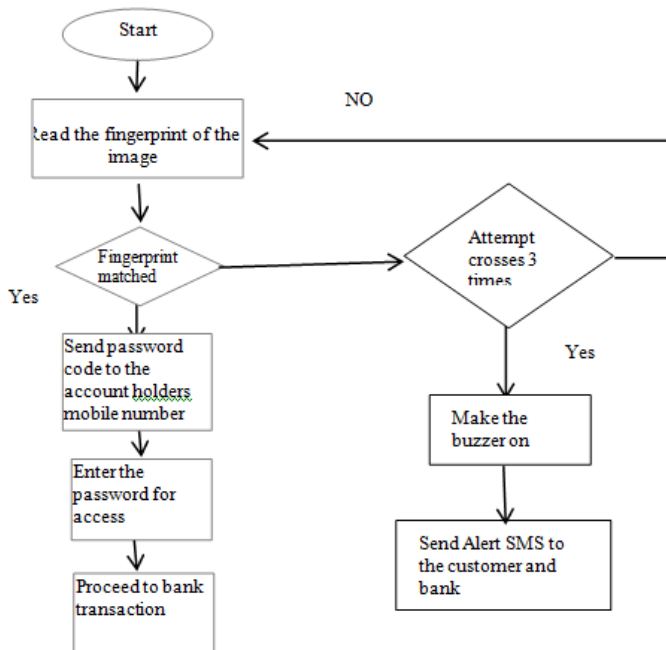 Start
NO
Read the fingerprint of the
image
Fingerprint
matched
Attempt
crosses 3
times
Yes
Yes
Send password
code to the
account holders
mobile number
Make the
buzzer on
Enter the
password for
access
Send Alert SMS to
the customer and
bank
Proceed to bank
transaction